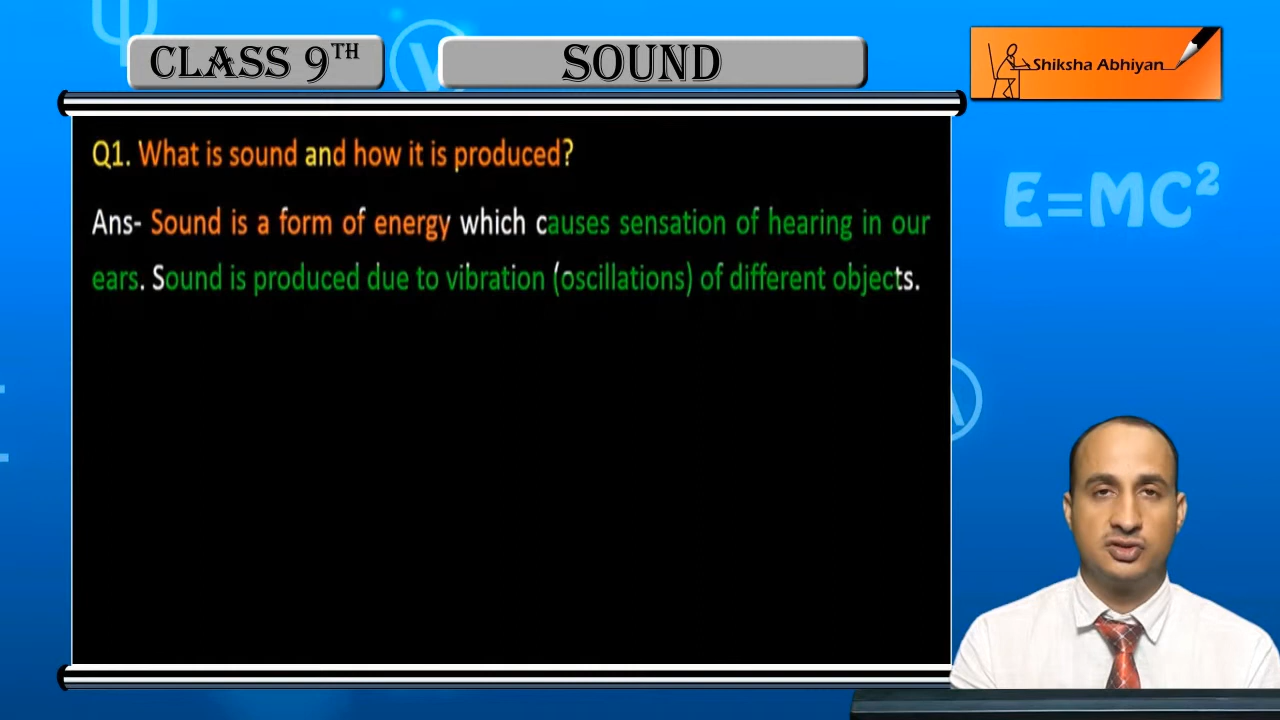 CLASS 9TH
SOUND
Shiksha Abhiyan
Q1. What is sound and how it is produced?
Ans- Sound is a form of energy which causes sensation of hearing in our
ears. Sound is produced due to vibration (oscillations) of different objects.
E=MC²